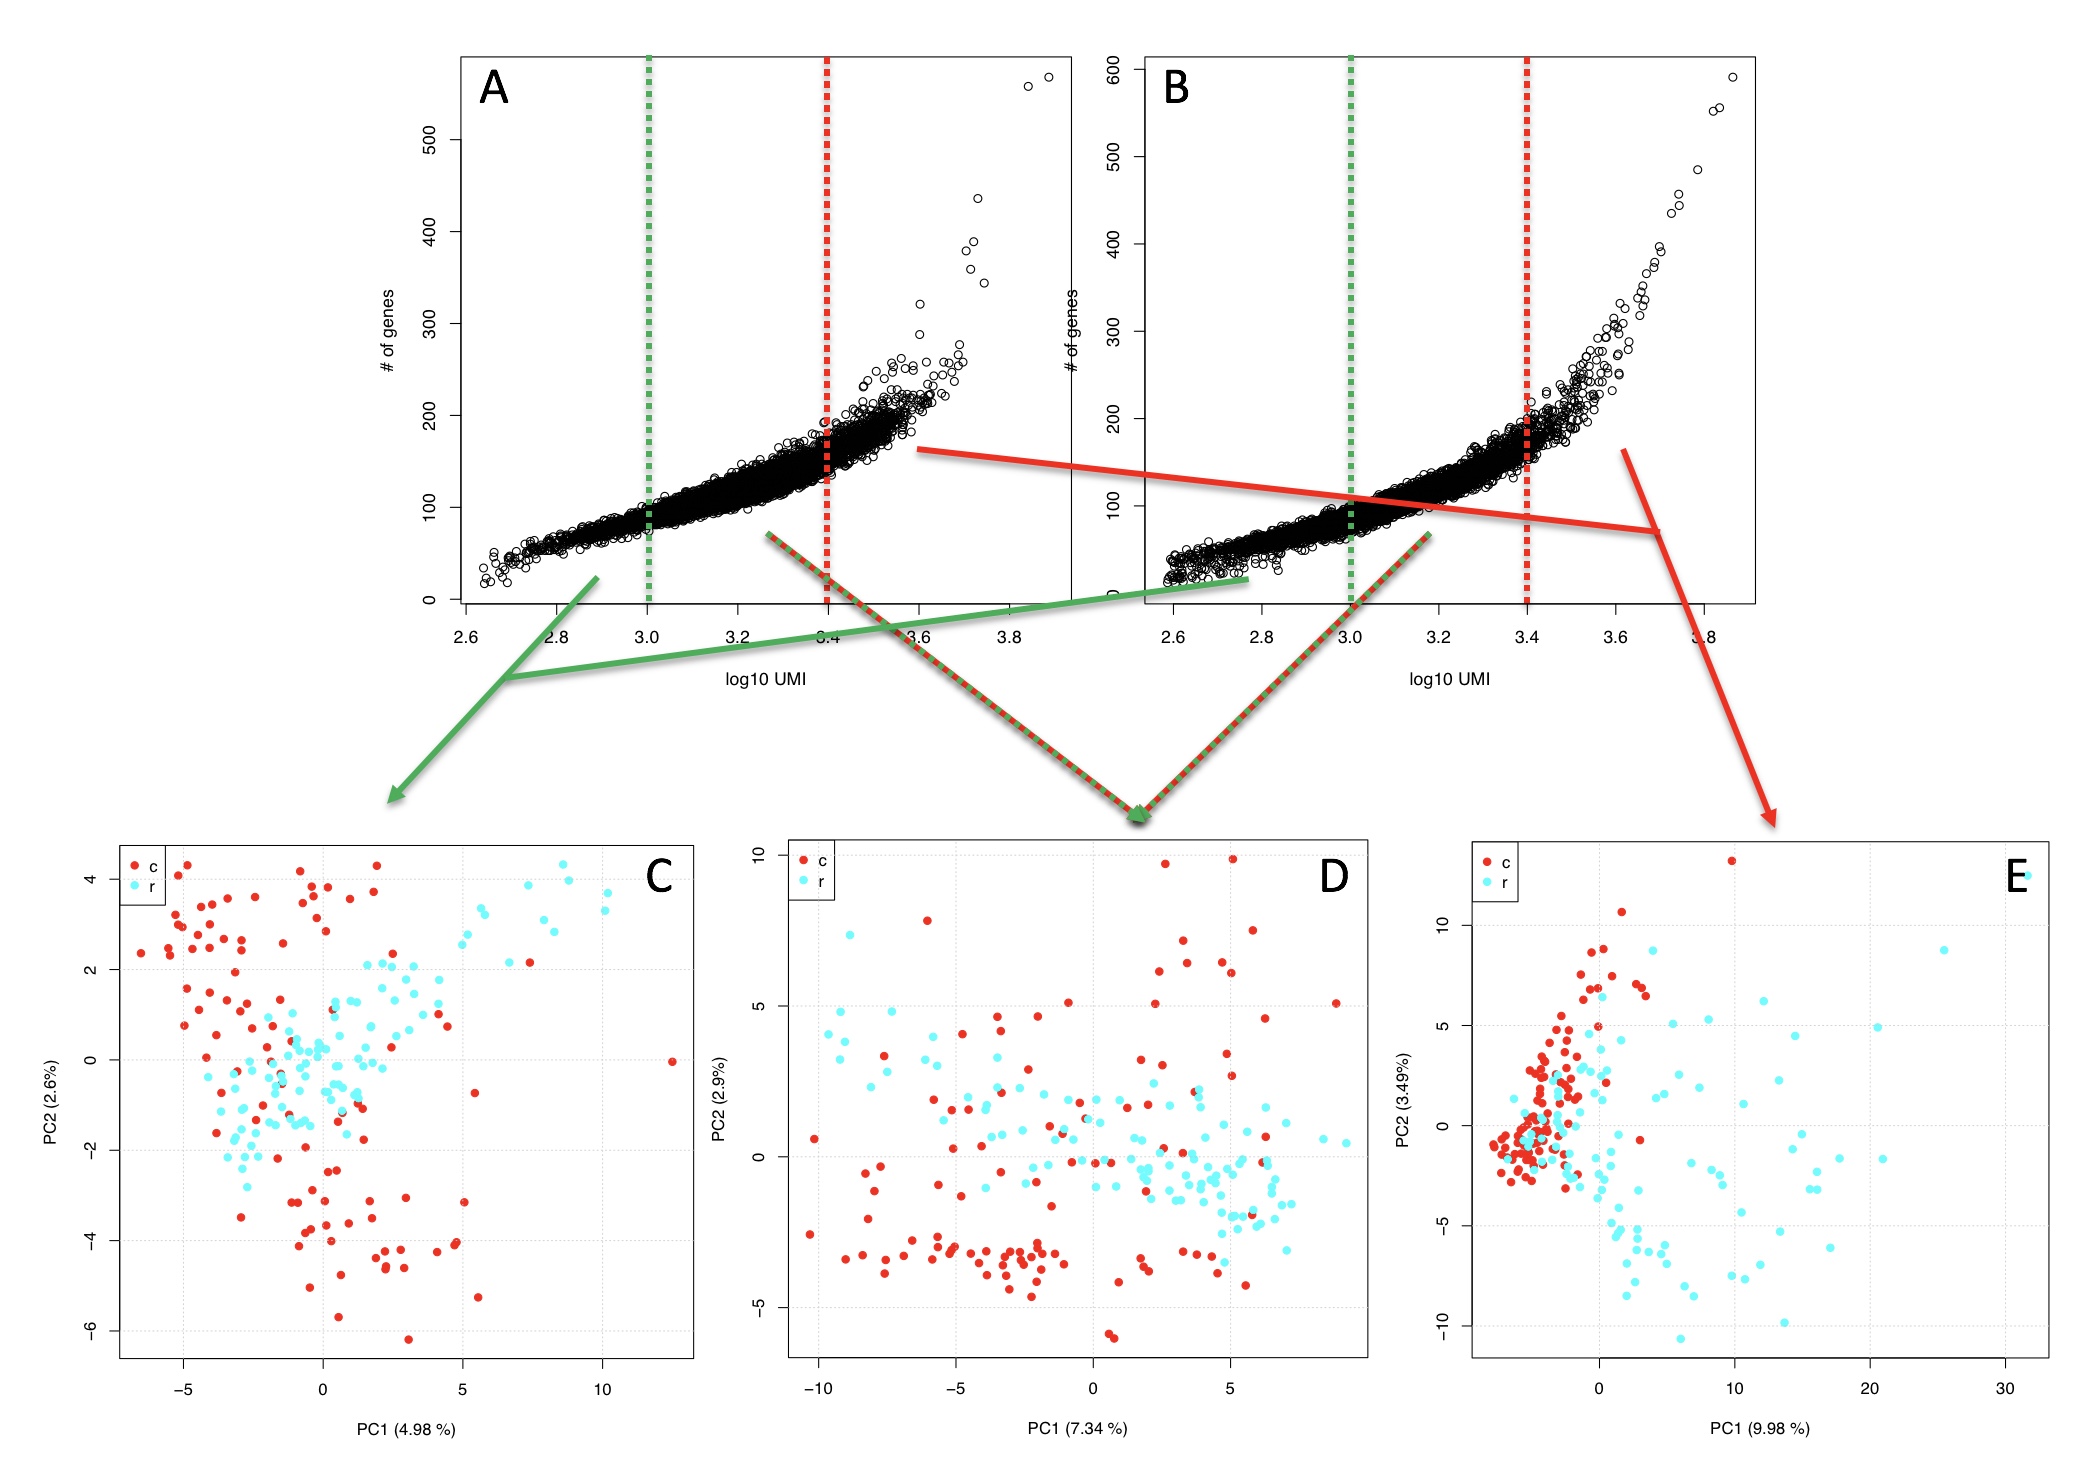 A
# of genes
0 100 200 300 400 500
2.6 2.8 3.0 3.2 3.4 3.6 3.8
log10 UMI
B
# of genes
0 100 200 300 400 500 600
2.6 2.8 3.0 3.2 3.4 3.6 3.8
log10 UMI
C
c
r
PC2 (2.6%)
−6 −4 −2 0 2 4
−5 0 5 10
PC1 (4.98 %)
D
c
r
PC2 (2.9%)
−5 0 5 10
−10 −5 0 5
PC1 (7.34 %)
E
c
r
PC2 (3.49%)
−10 −5 0 5 10
0 10 20 30
PC1 (9.98 %)